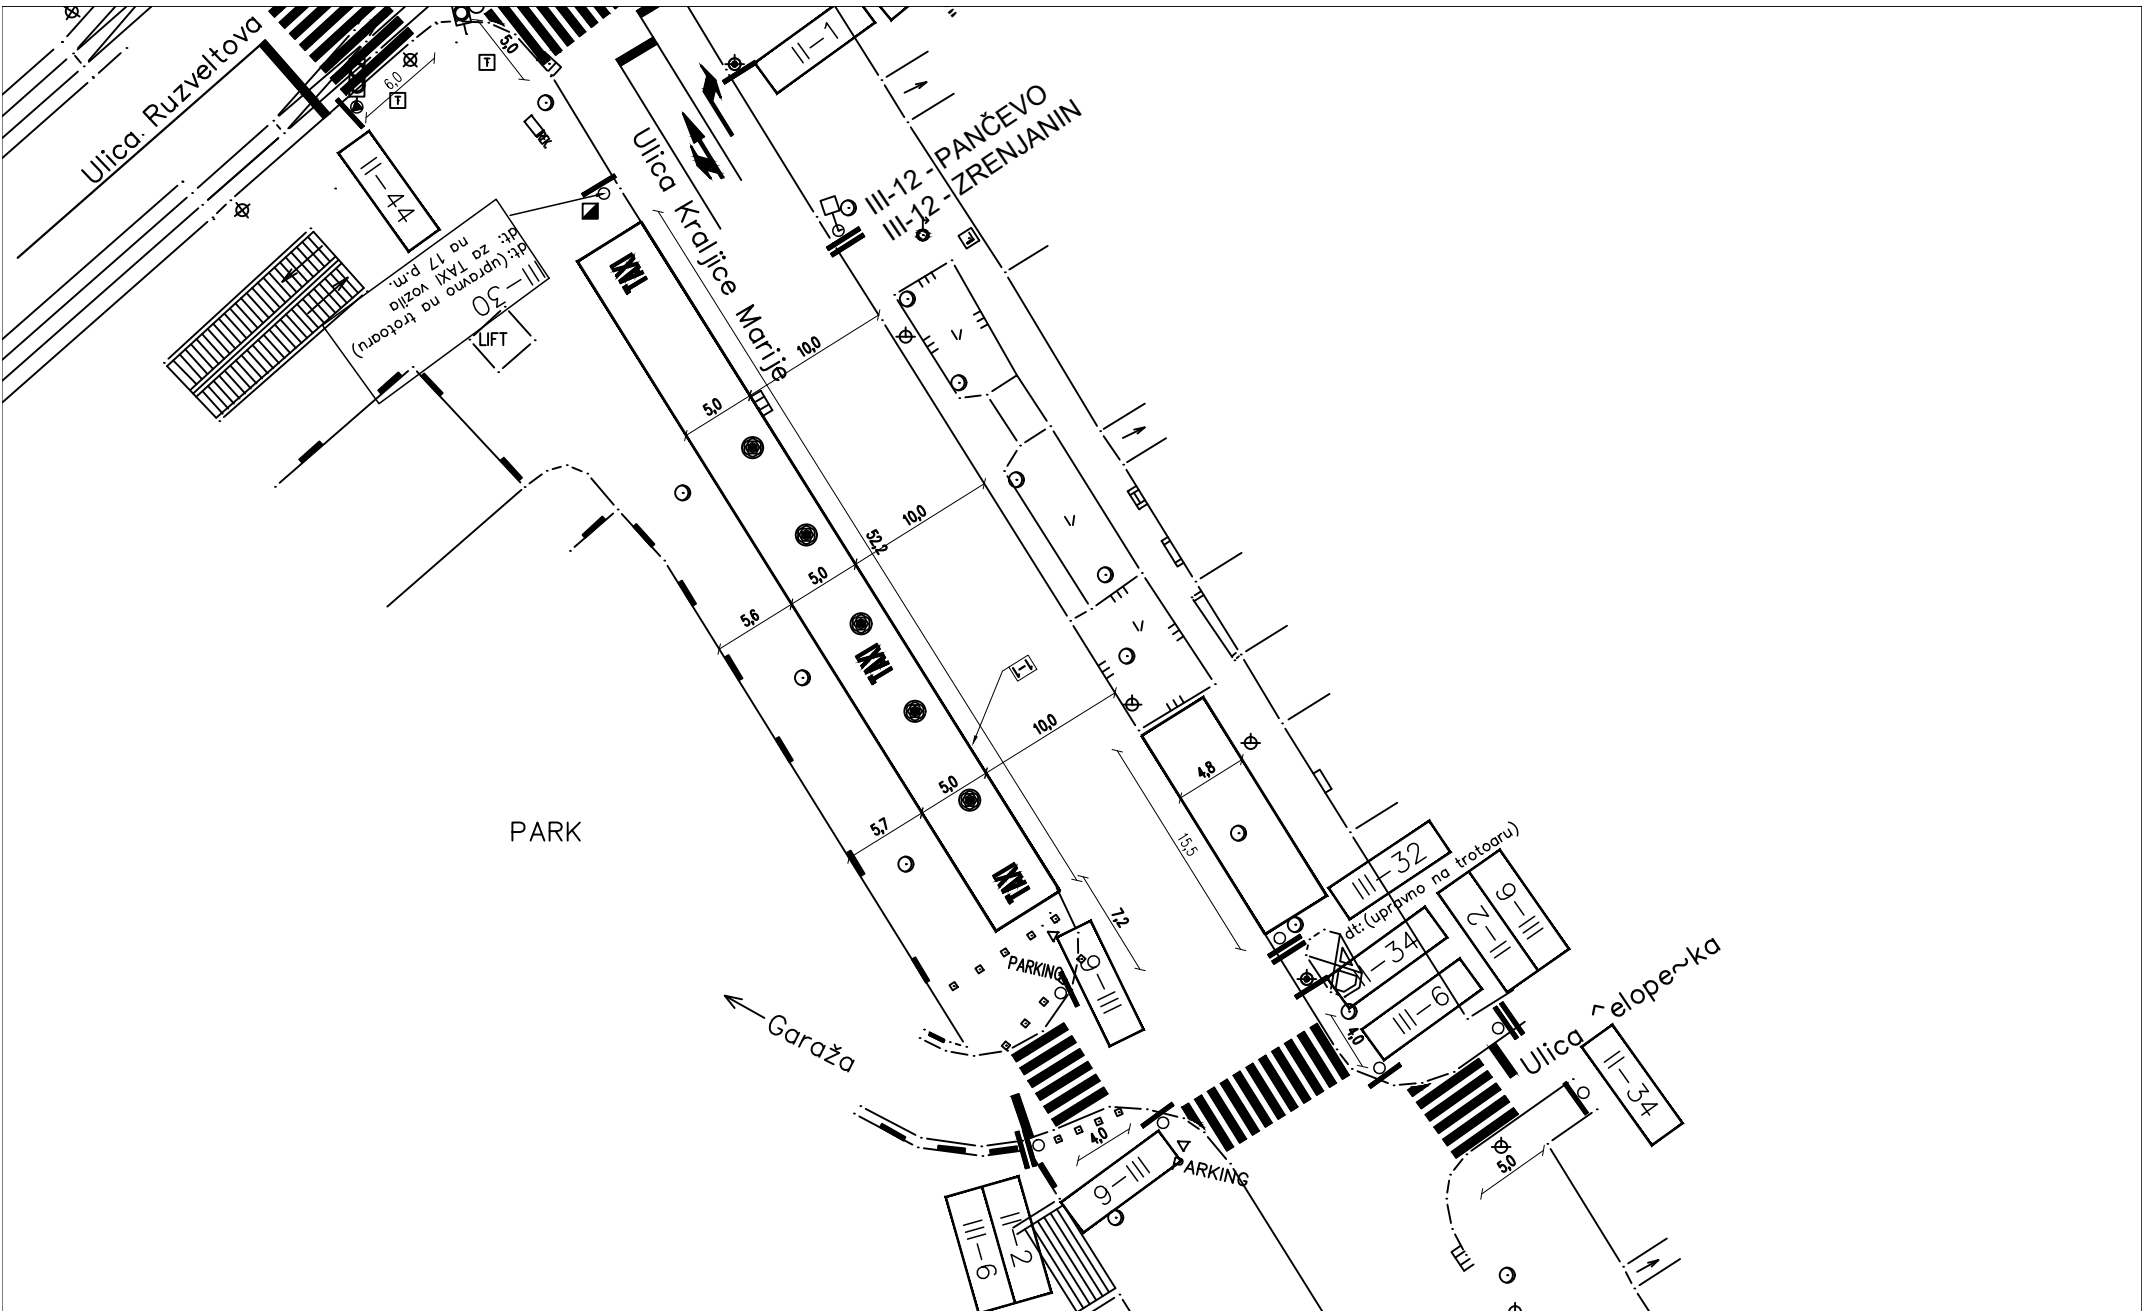 Ulica Ruzveltova
5,0
II-1
6,0
T
T
REK
II-44
Ulica Kraljice Marije
III-12 - PANČEVO
III-12 - ZRENJANIN
III-30
dt:(upravno na trotoaru)
za TAXI vozila
dt:
na 17 p.m.
TAXI
LIFT
10,0
5,0
V
10,0
52,2
5,0
5,6
V
V
TAXI
1-1
10,0
5,0
5,7
4,8
15,5
PARK
TAXI
7,2
III-32
dt:(upravno na trotoaru)
-34
III-6
II-2
III-6
PARKING
III-6
Garaža
4,0
Ulica ^elope~ka
II-34
4,0
III-6
PARKING
5,0
III-6
II-2